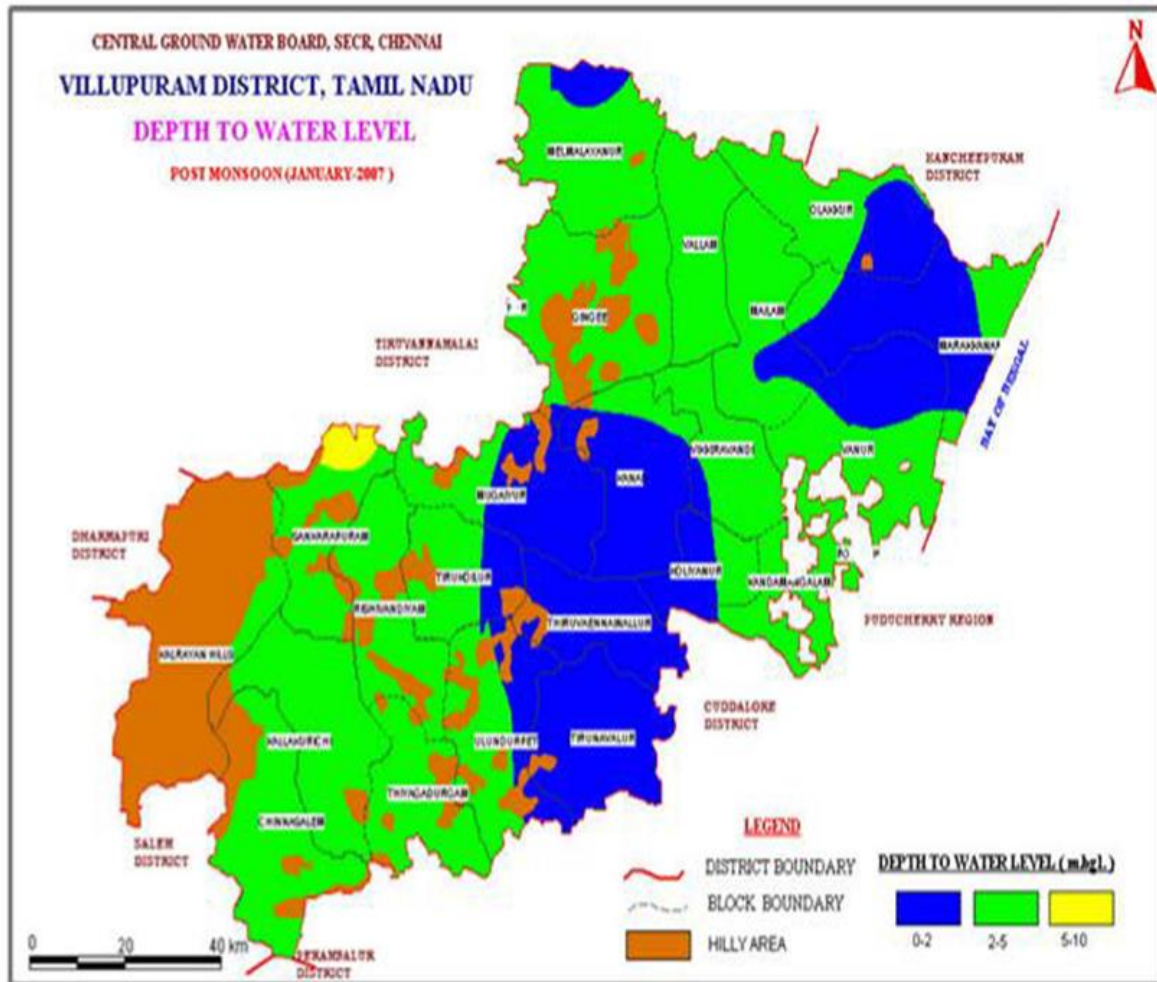 CENTRAL GROUND WATER BOARD, SECR, CHENNAI
VILLUPURAM DISTRICT, TAMIL NADU
DEPTH TO WATER LEVEL
POST MONSOON (JANUARY-2007 )
N
KANCHEEPURAM
DISTRICT
MELMALAYANUR
OLAKKUR
VALLAM
GINGEE
MAILAM
MARAKKANAM
TIRUVANNAMALAI
DISTRICT
BAY OF BENGAL
VIKKIRAVANDI
VANUR
KANAI
MUGAIYUR
SANKARAPURAM
DHARMAPURI
DISTRICT
TIRUKOILUR
KOLIYANUR
KANDAMANGALAM
RISHIVANDIYAM
THIRUVAENNAINALLUR
PUDUCHERRY REGION
KALRAYAN HILLS
CUDDALORE
DISTRICT
KALLAKURICHI
ULUNDURPET
TIRUNAVALUR
THIYAGADURGAM
CHINNASALEM
SALEM
DISTRICT
PERAMBALUR
DISTRICT
0 20 40 km
LEGEND
DISTRICT BOUNDARY
BLOCK BOUNDARY
HILLY AREA
DEPTH TO WATER LEVEL ( m.bgl. )
0-2 2-5 5-10